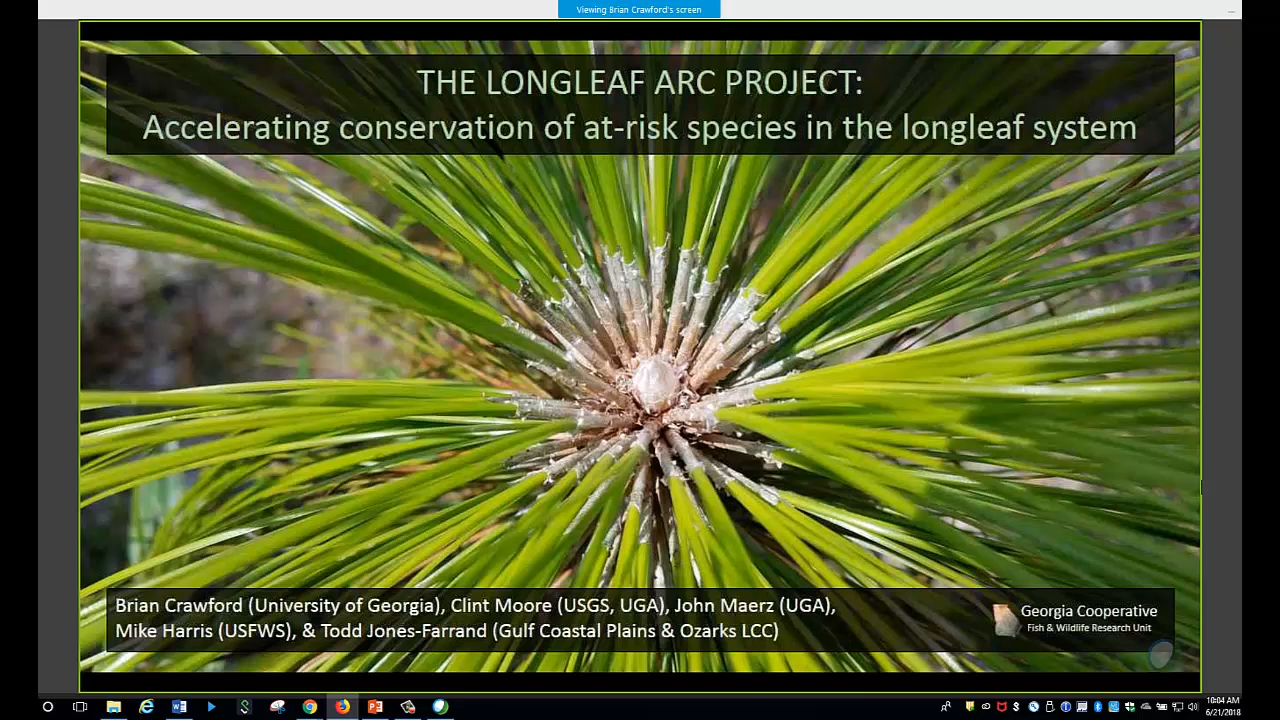 Viewing Brian Crawford's screen
THE LONGLEAF ARC PROJECT:
Accelerating conservation of at-risk species in the longleaf system
Brian Crawford (University of Georgia), Clint Moore (USGS, UGA), John Maerz (UGA),
Mike Harris (USFWS), & Todd Jones-Farrand (Gulf Coastal Plains & Ozarks LCC)
Georgia Cooperative
Fish & Wildlife Research Unit
10:04 AM
6/21/2018